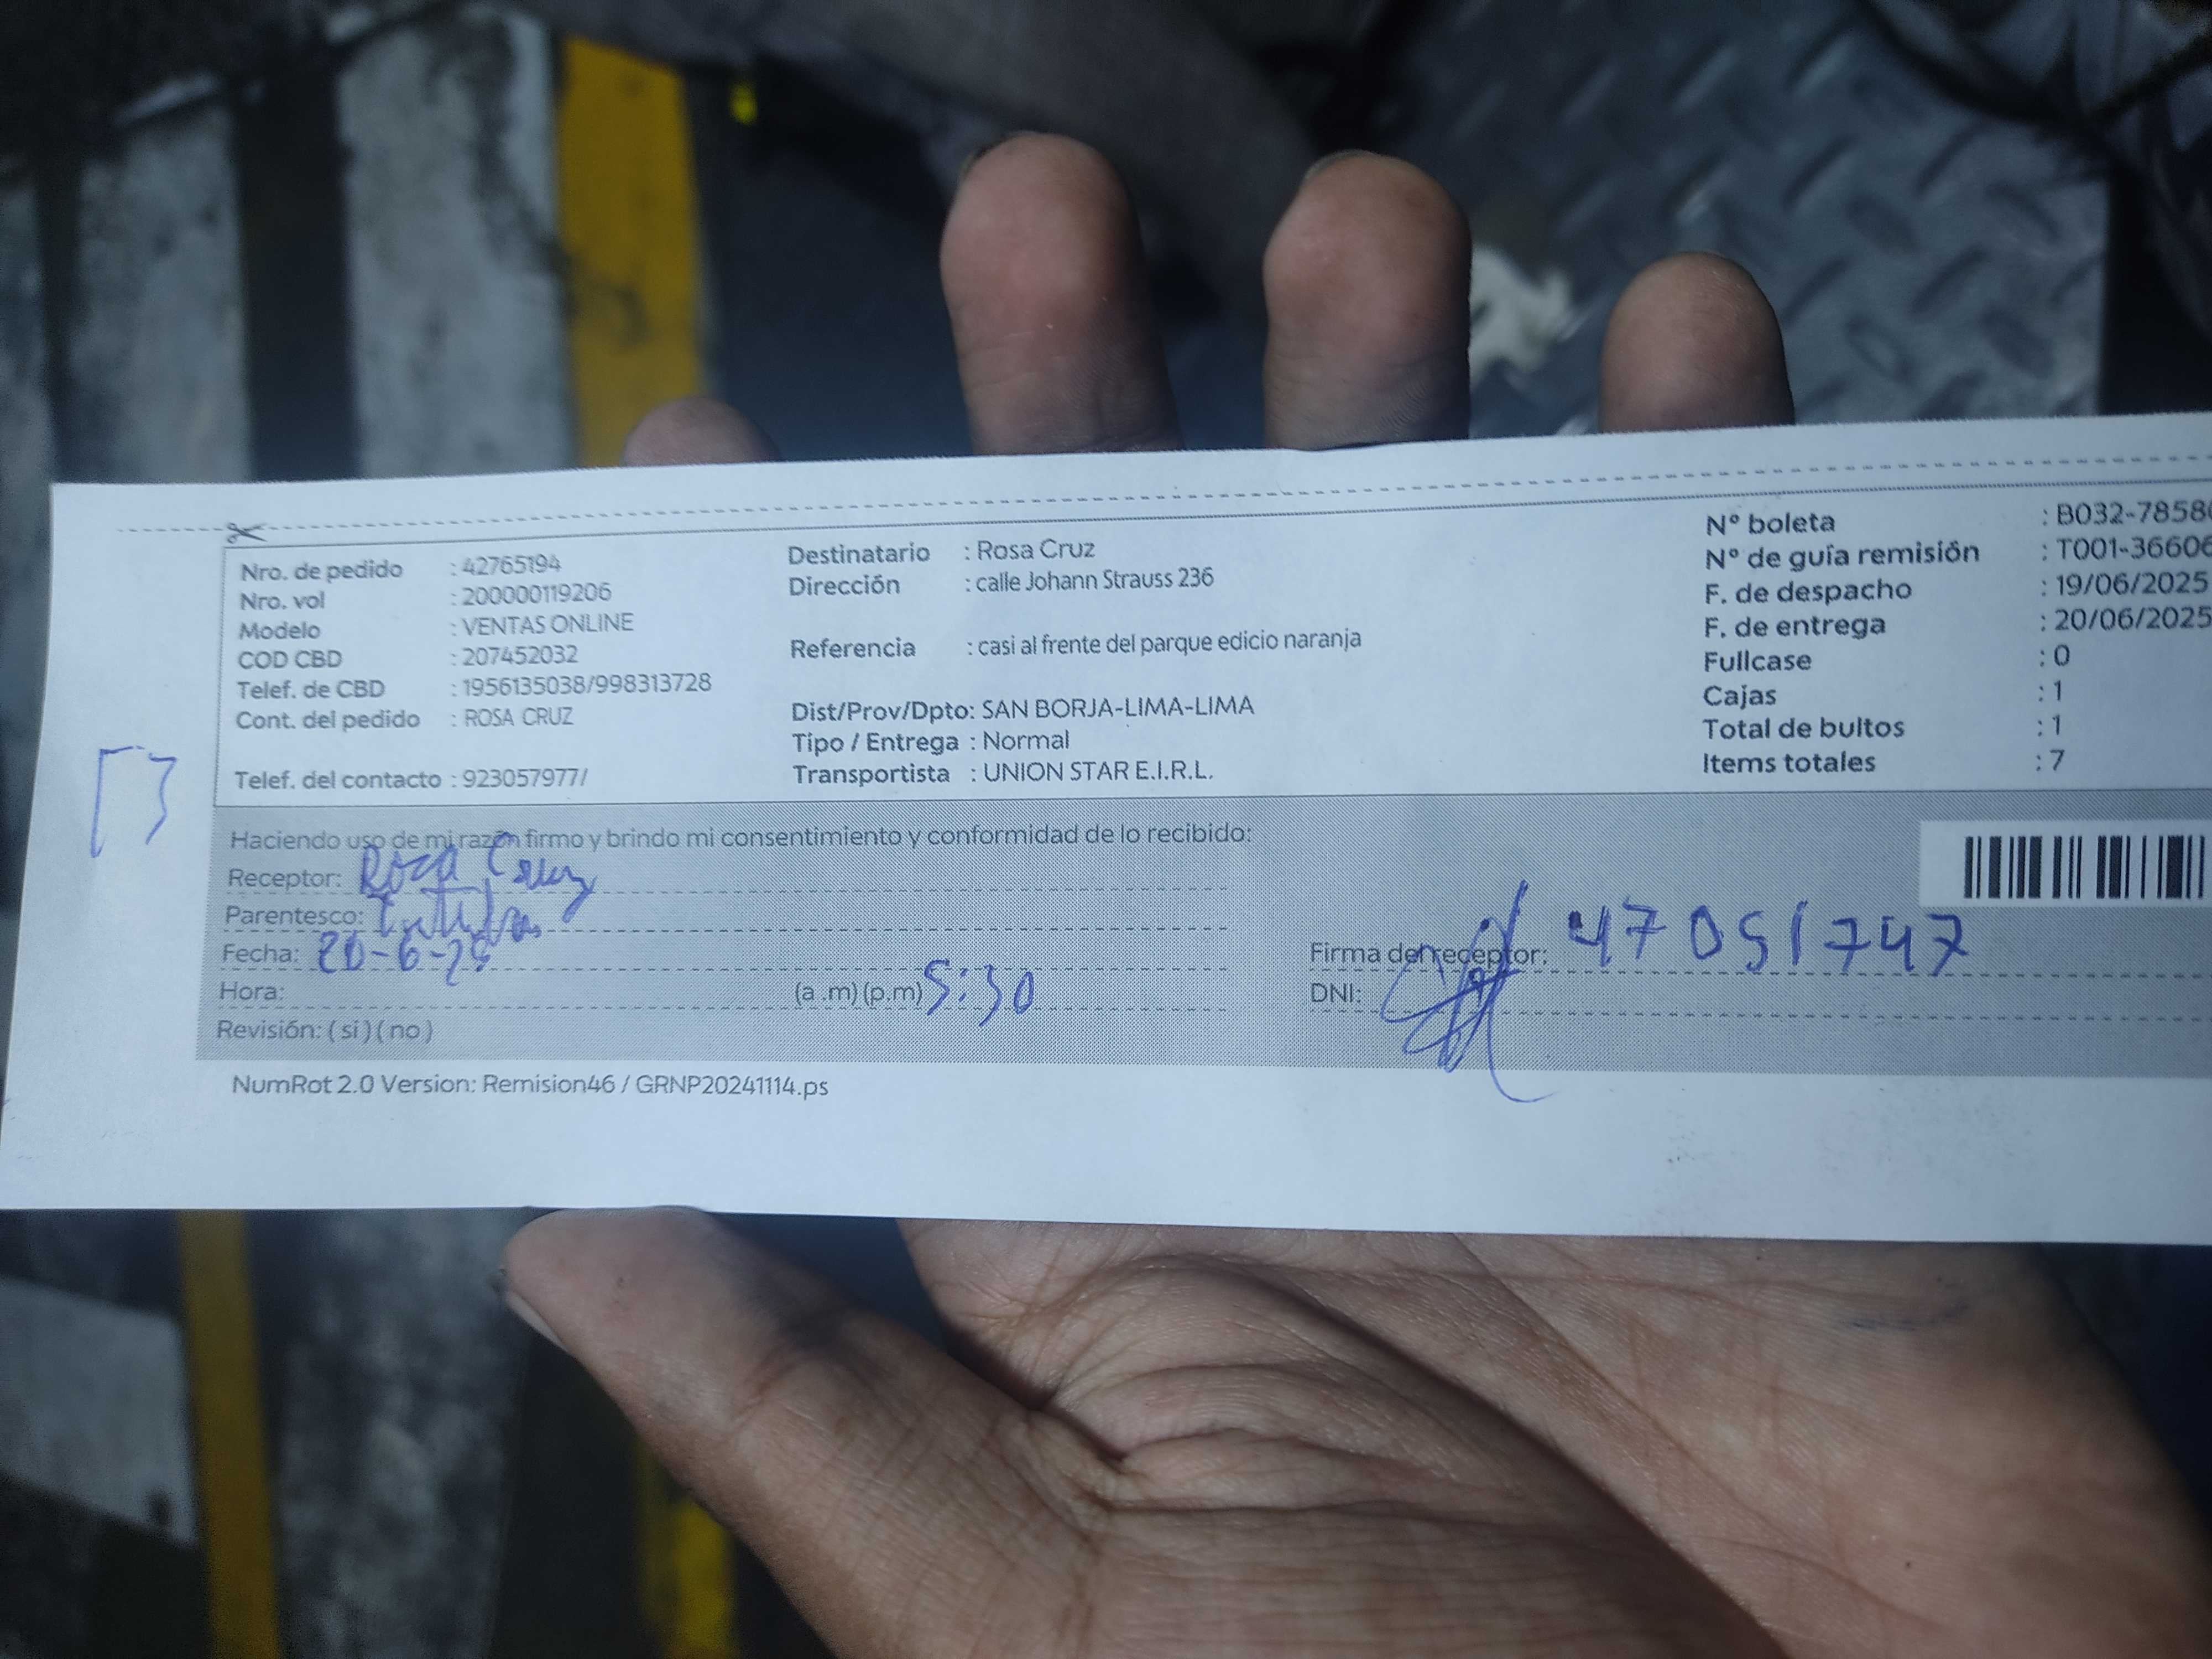 Nro. de pedido : 42765194
Nro. vol : 200000119206
Modelo : VENTAS ONLINE
COD CBD : 207452032
Telef. de CBD : 1956135038/998313728
Cont. del pedido : ROSA CRUZ
Telef. del contacto : 923057977/
Destinatario : Rosa Cruz
Dirección : calle Johann Strauss 236
Referencia : casi al frente del parque edicio naranja
Dist/Prov/Dpto: SAN BORJA-LIMA-LIMA
Tipo / Entrega : Normal
Transportista : UNION STAR E.I.R.L.
N° boleta : B032-7858
N° de guía remisión : T001-36606
F. de despacho : 19/06/2025
F. de entrega : 20/06/2025
Fullcase : 0
Cajas : 1
Total de bultos : 1
Items totales : 7
Haciendo uso de mi razón firmo y brindo mi consentimiento y conformidad de lo recibido:
Receptor: Roza Cruz
Parentesco:
Fecha: 20-6-25
Hora: (a .m) (p.m) 5:30
Revisión: ( si ) ( no )
Firma del receptor: 47051747
DNI:
NumRot 2.0 Version: Remision46 / GRNP20241114.ps